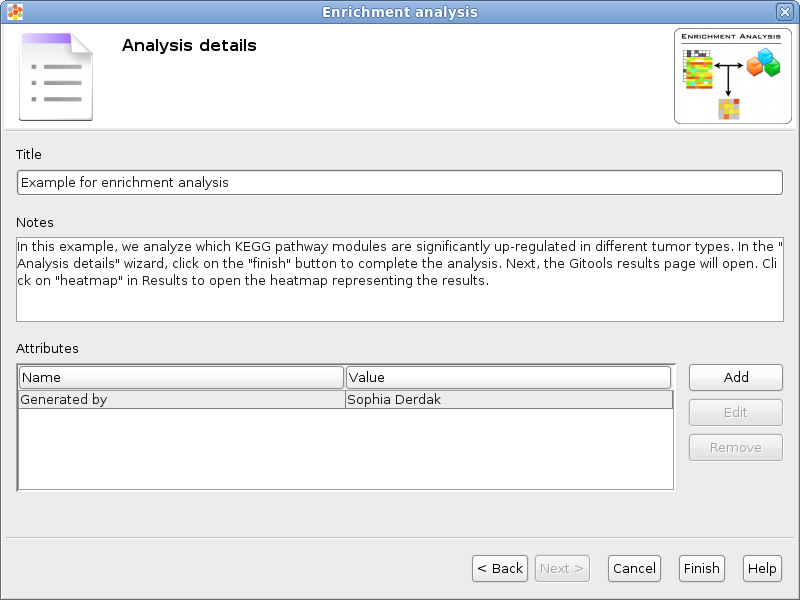 Enrichment analysis
Analysis details
ENRICHMENT ANALYSIS
Title
Example for enrichment analysis
Notes
In this example, we analyze which KEGG pathway modules are significantly up-regulated in different tumor types. In the "
Analysis details" wizard, click on the "finish" button to complete the analysis. Next, the Gitools results page will open. Cli
ck on "heatmap" in Results to open the heatmap representing the results.
Attributes
Name Value Add
Generated by Sophia Derdak
Edit
Remove
< Back Next > Cancel Finish Help